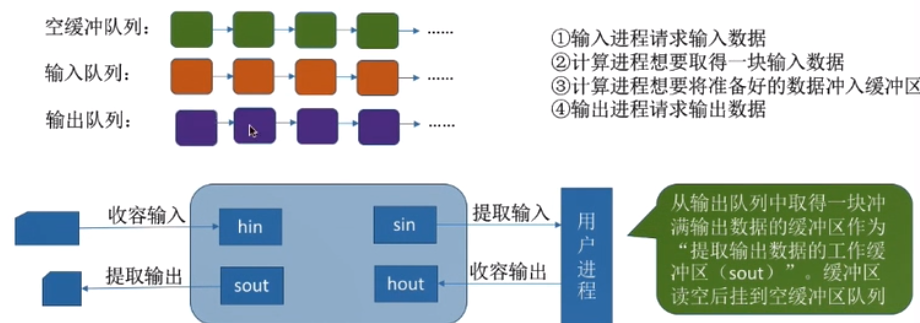 空缓冲队列：
......
输入队列：
......
输出队列：
......
①输入进程请求输入数据
②计算进程想要取得一块输入数据
③计算进程想要将准备好的数据冲入缓冲区
④输出进程请求输出数据
收容输入
hin
sin
提取输入
提取输出
sout
hout
收容输出
用户进程
从输出队列中取得一块冲
满输出数据的缓冲区作为
“提取输出数据的工作缓
冲区（sout）”。缓冲区
读空后挂到空缓冲区队列